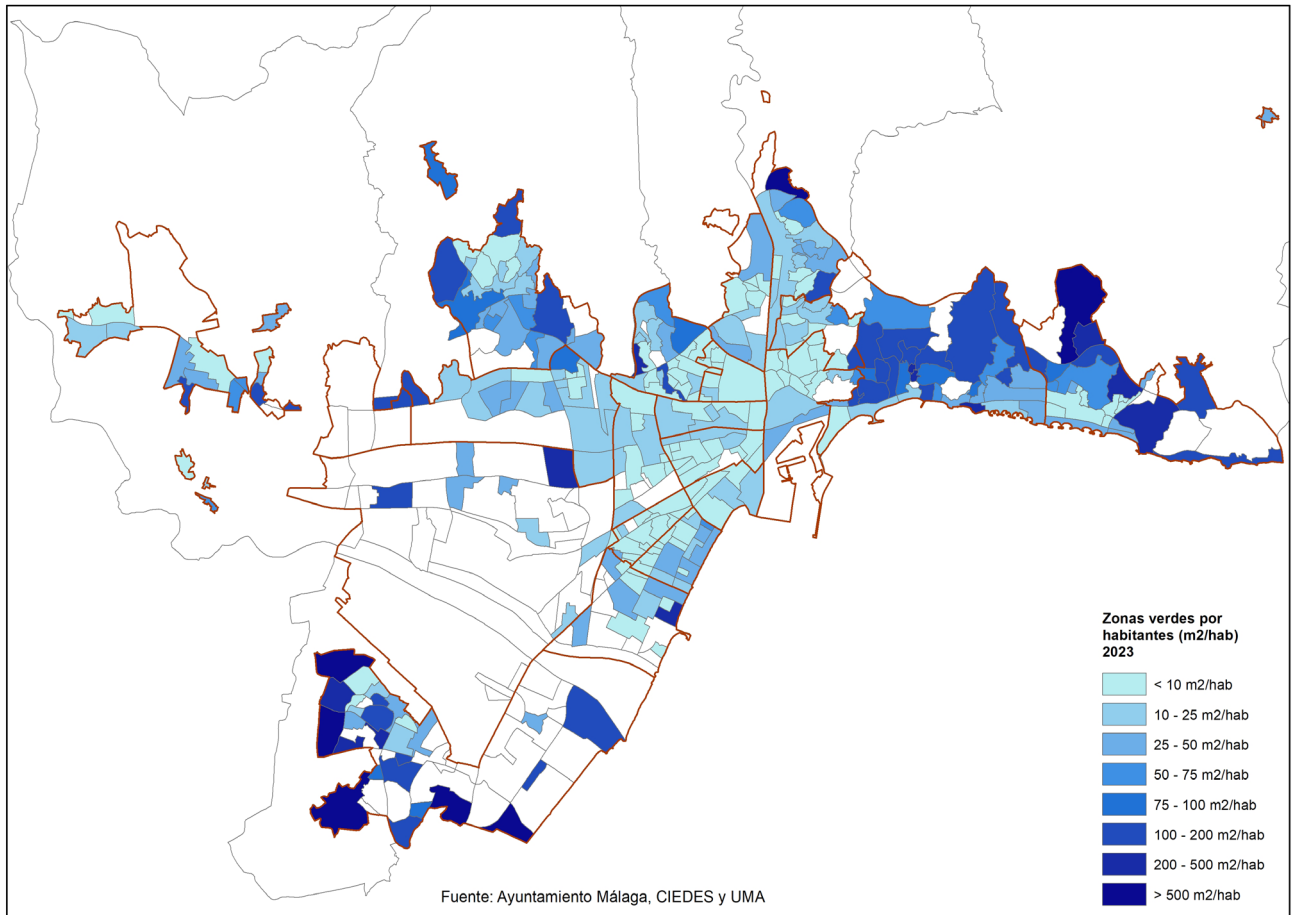 Zonas verdes por
habitantes (m2/hab)
2023
< 10 m2/hab
10 - 25 m2/hab
25 - 50 m2/hab
50 - 75 m2/hab
75 - 100 m2/hab
100 - 200 m2/hab
200 - 500 m2/hab
> 500 m2/hab
Fuente: Ayuntamiento Málaga, CIEDES y UMA